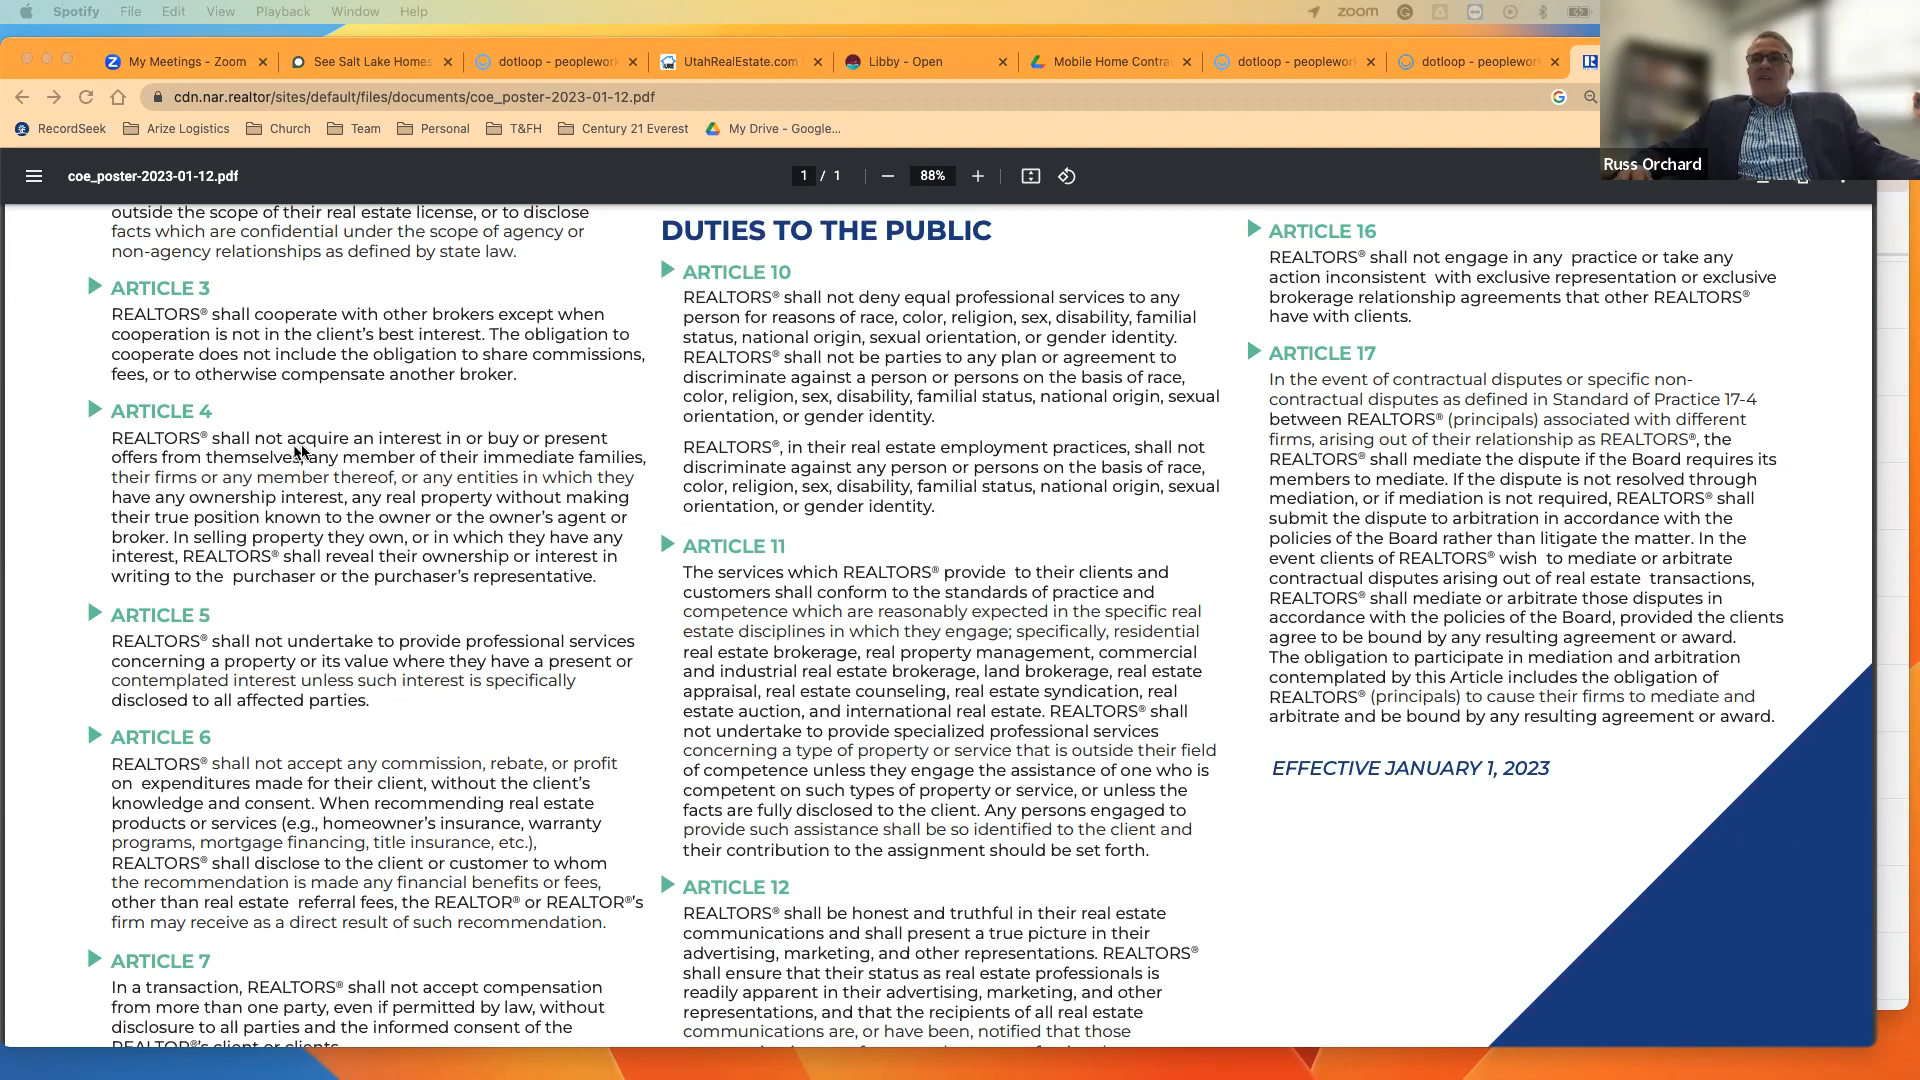 Spotify File Edit View Playback Window Help
zoom
My Meetings - Zoom
See Salt Lake Homes
dotloop - peoplework
UtahRealEstate.com
Libby - Open
Mobile Home Contra
dotloop - peoplework
dotloop - peoplework
cdn.nar.realtor/sites/default/files/documents/coe_poster-2023-01-12.pdf
RecordSeek
Arize Logistics
Church
Team
Personal
T&FH
Century 21 Everest
My Drive - Google...
Russ Orchard
coe_poster-2023-01-12.pdf
1 / 1
88%
outside the scope of their real estate license, or to disclose
facts which are confidential under the scope of agency or
non-agency relationships as defined by state law.
ARTICLE 3
REALTORS® shall cooperate with other brokers except when
cooperation is not in the client's best interest. The obligation to
cooperate does not include the obligation to share commissions,
fees, or to otherwise compensate another broker.
ARTICLE 4
REALTORS® shall not acquire an interest in or buy or present
offers from themselves, any member of their immediate families,
their firms or any member thereof, or any entities in which they
have any ownership interest, any real property without making
their true position known to the owner or the owner's agent or
broker. In selling property they own, or in which they have any
interest, REALTORS® shall reveal their ownership or interest in
writing to the purchaser or the purchaser's representative.
ARTICLE 5
REALTORS® shall not undertake to provide professional services
concerning a property or its value where they have a present or
contemplated interest unless such interest is specifically
disclosed to all affected parties.
ARTICLE 6
REALTORS® shall not accept any commission, rebate, or profit
on expenditures made for their client, without the client's
knowledge and consent. When recommending real estate
products or services (e.g., homeowner's insurance, warranty
programs, mortgage financing, title insurance, etc.),
REALTORS® shall disclose to the client or customer to whom
the recommendation is made any financial benefits or fees,
other than real estate referral fees, the REALTOR® or REALTOR®'s
firm may receive as a direct result of such recommendation.
ARTICLE 7
In a transaction, REALTORS® shall not accept compensation
from more than one party, even if permitted by law, without
disclosure to all parties and the informed consent of the
REALTOR®'s client or clients.
DUTIES TO THE PUBLIC
ARTICLE 10
REALTORS® shall not deny equal professional services to any
person for reasons of race, color, religion, sex, disability, familial
status, national origin, sexual orientation, or gender identity.
REALTORS® shall not be parties to any plan or agreement to
discriminate against a person or persons on the basis of race,
color, religion, sex, disability, familial status, national origin, sexual
orientation, or gender identity.
REALTORS®, in their real estate employment practices, shall not
discriminate against any person or persons on the basis of race,
color, religion, sex, disability, familial status, national origin, sexual
orientation, or gender identity.
ARTICLE 11
The services which REALTORS® provide to their clients and
customers shall conform to the standards of practice and
competence which are reasonably expected in the specific real
estate disciplines in which they engage; specifically, residential
real estate brokerage, real property management, commercial
and industrial real estate brokerage, land brokerage, real estate
appraisal, real estate counseling, real estate syndication, real
estate auction, and international real estate. REALTORS® shall
not undertake to provide specialized professional services
concerning a type of property or service that is outside their field
of competence unless they engage the assistance of one who is
competent on such types of property or service, or unless the
facts are fully disclosed to the client. Any persons engaged to
provide such assistance shall be so identified to the client and
their contribution to the assignment should be set forth.
ARTICLE 12
REALTORS® shall be honest and truthful in their real estate
communications and shall present a true picture in their
advertising, marketing, and other representations. REALTORS®
shall ensure that their status as real estate professionals is
readily apparent in their advertising, marketing, and other
representations, and that the recipients of all real estate
communications are, or have been, notified that those
ARTICLE 16
REALTORS® shall not engage in any practice or take any
action inconsistent with exclusive representation or exclusive
brokerage relationship agreements that other REALTORS®
have with clients.
ARTICLE 17
In the event of contractual disputes or specific non-
contractual disputes as defined in Standard of Practice 17-4
between REALTORS® (principals) associated with different
firms, arising out of their relationship as REALTORS®, the
REALTORS® shall mediate the dispute if the Board requires its
members to mediate. If the dispute is not resolved through
mediation, or if mediation is not required, REALTORS® shall
submit the dispute to arbitration in accordance with the
policies of the Board rather than litigate the matter. In the
event clients of REALTORS® wish to mediate or arbitrate
contractual disputes arising out of real estate transactions,
REALTORS® shall mediate or arbitrate those disputes in
accordance with the policies of the Board, provided the clients
agree to be bound by any resulting agreement or award.
The obligation to participate in mediation and arbitration
contemplated by this Article includes the obligation of
REALTORS® (principals) to cause their firms to mediate and
arbitrate and be bound by any resulting agreement or award.
EFFECTIVE JANUARY 1, 2023